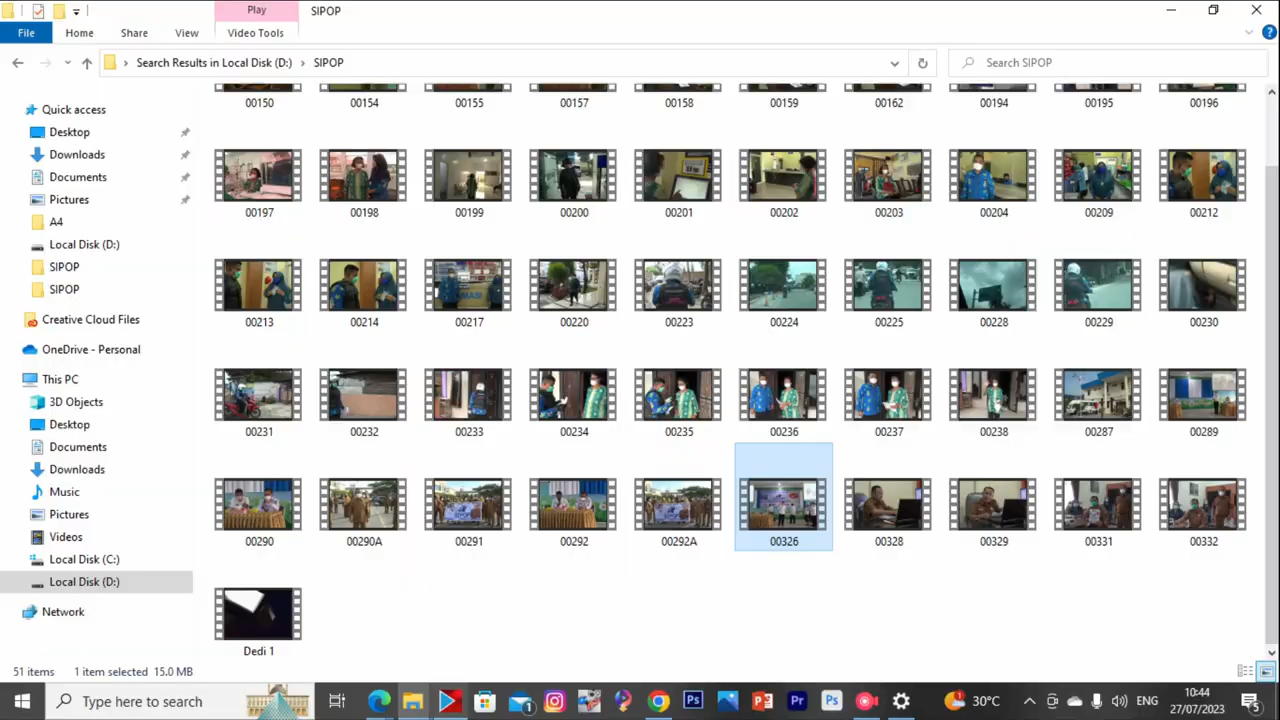 Play
SIPOP
File
Home
Share
View
Video Tools
Search Results in Local Disk (D:)
SIPOP
Search SIPOP
Quick access
Desktop
Downloads
Documents
Pictures
A4
Local Disk (D:)
SIPOP
SIPOP
Creative Cloud Files
OneDrive - Personal
This PC
3D Objects
Desktop
Documents
Downloads
Music
Pictures
Videos
Local Disk (C:)
Local Disk (D:)
Network
00150 00154 00155 00157 00158 00159 00162 00194 00195 00196
00197 00198 00199 00200 00201 00202 00203 00204 00209 00212
00213 00214 00217 00220 00223 00224 00225 00228 00229 00230
00231 00232 00233 00234 00235 00236 00237 00238 00287 00289
00290 00290A 00291 00292 00292A 00326 00328 00329 00331 00332
Dedi 1
51 items 1 item selected 15.0 MB
Type here to search
1
Ps
Pr
Ps
30°C
ENG
10:44
27/07/2023
5